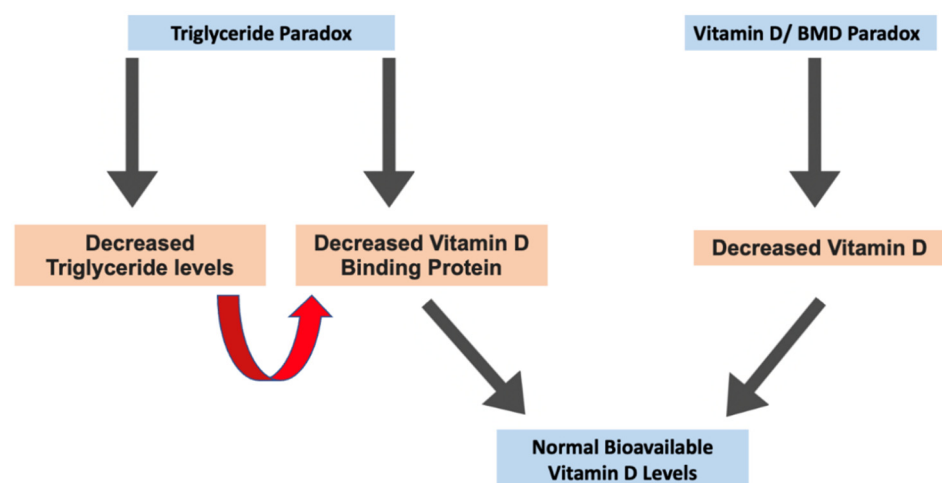 Triglyceride Paradox
Vitamin D/ BMD Paradox
Decreased
Triglyceride levels
Decreased Vitamin D
Binding Protein
Decreased Vitamin D
Normal Bioavailable
Vitamin D Levels